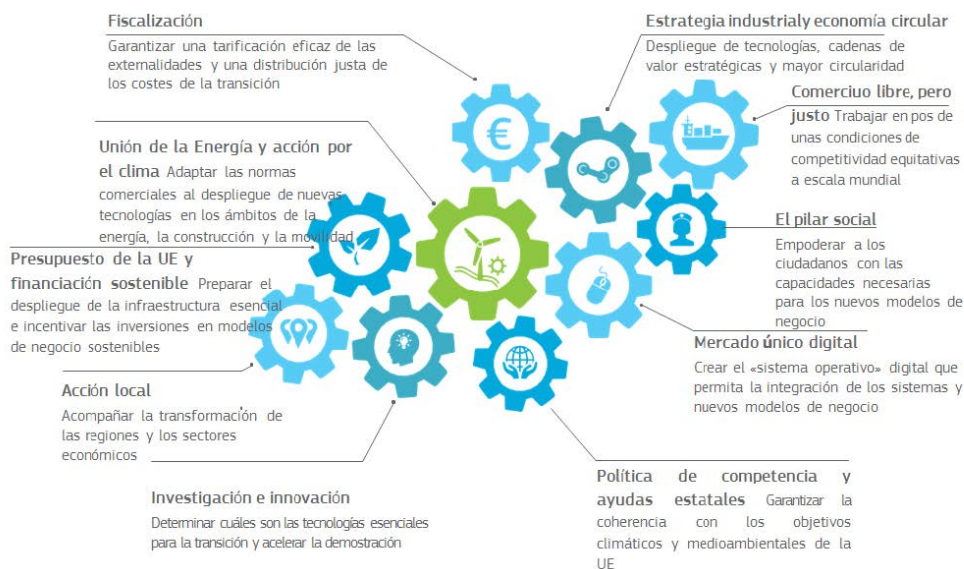 Fiscalización
Garantizar una tarificación eficaz de las
externalidades y una distribución justa de
los costes de la transición
Unión de la Energía y acción por
el clima Adaptar las normas
comerciales al despliegue de nuevas
tecnologías en los ámbitos de la
energía, la construcción y la movilidad
Presupuesto de la UE y
financiación sostenible Preparar el
despliegue de la infraestructura esencial
e incentivar las inversiones en modelos
de negocio sostenibles
Acción local
Acompañar la transformación de
las regiones y los sectores
económicos
Investigación e innovación
Determinar cuáles son las tecnologías esenciales
para la transición y acelerar la demostración
Estrategia industrialy economía circular
Despliegue de tecnologías, cadenas de
valor estratégicas y mayor circularidad
Comerciuo libre, pero
justo Trabajar en pos de
unas condiciones de
competitividad equitativas
a escala mundial
El pilar social
Empoderar a los
ciudadanos con las
capacidades necesarias
para los nuevos modelos de
negocio
Mercado único digital
Crear el «sistema operativo» digital que
permita la integración de los sistemas y
nuevos modelos de negocio
Política de competencia y
ayudas estatales Garantizar la
coherencia con los objetivos
climáticos y medioambientales de la
UE
€